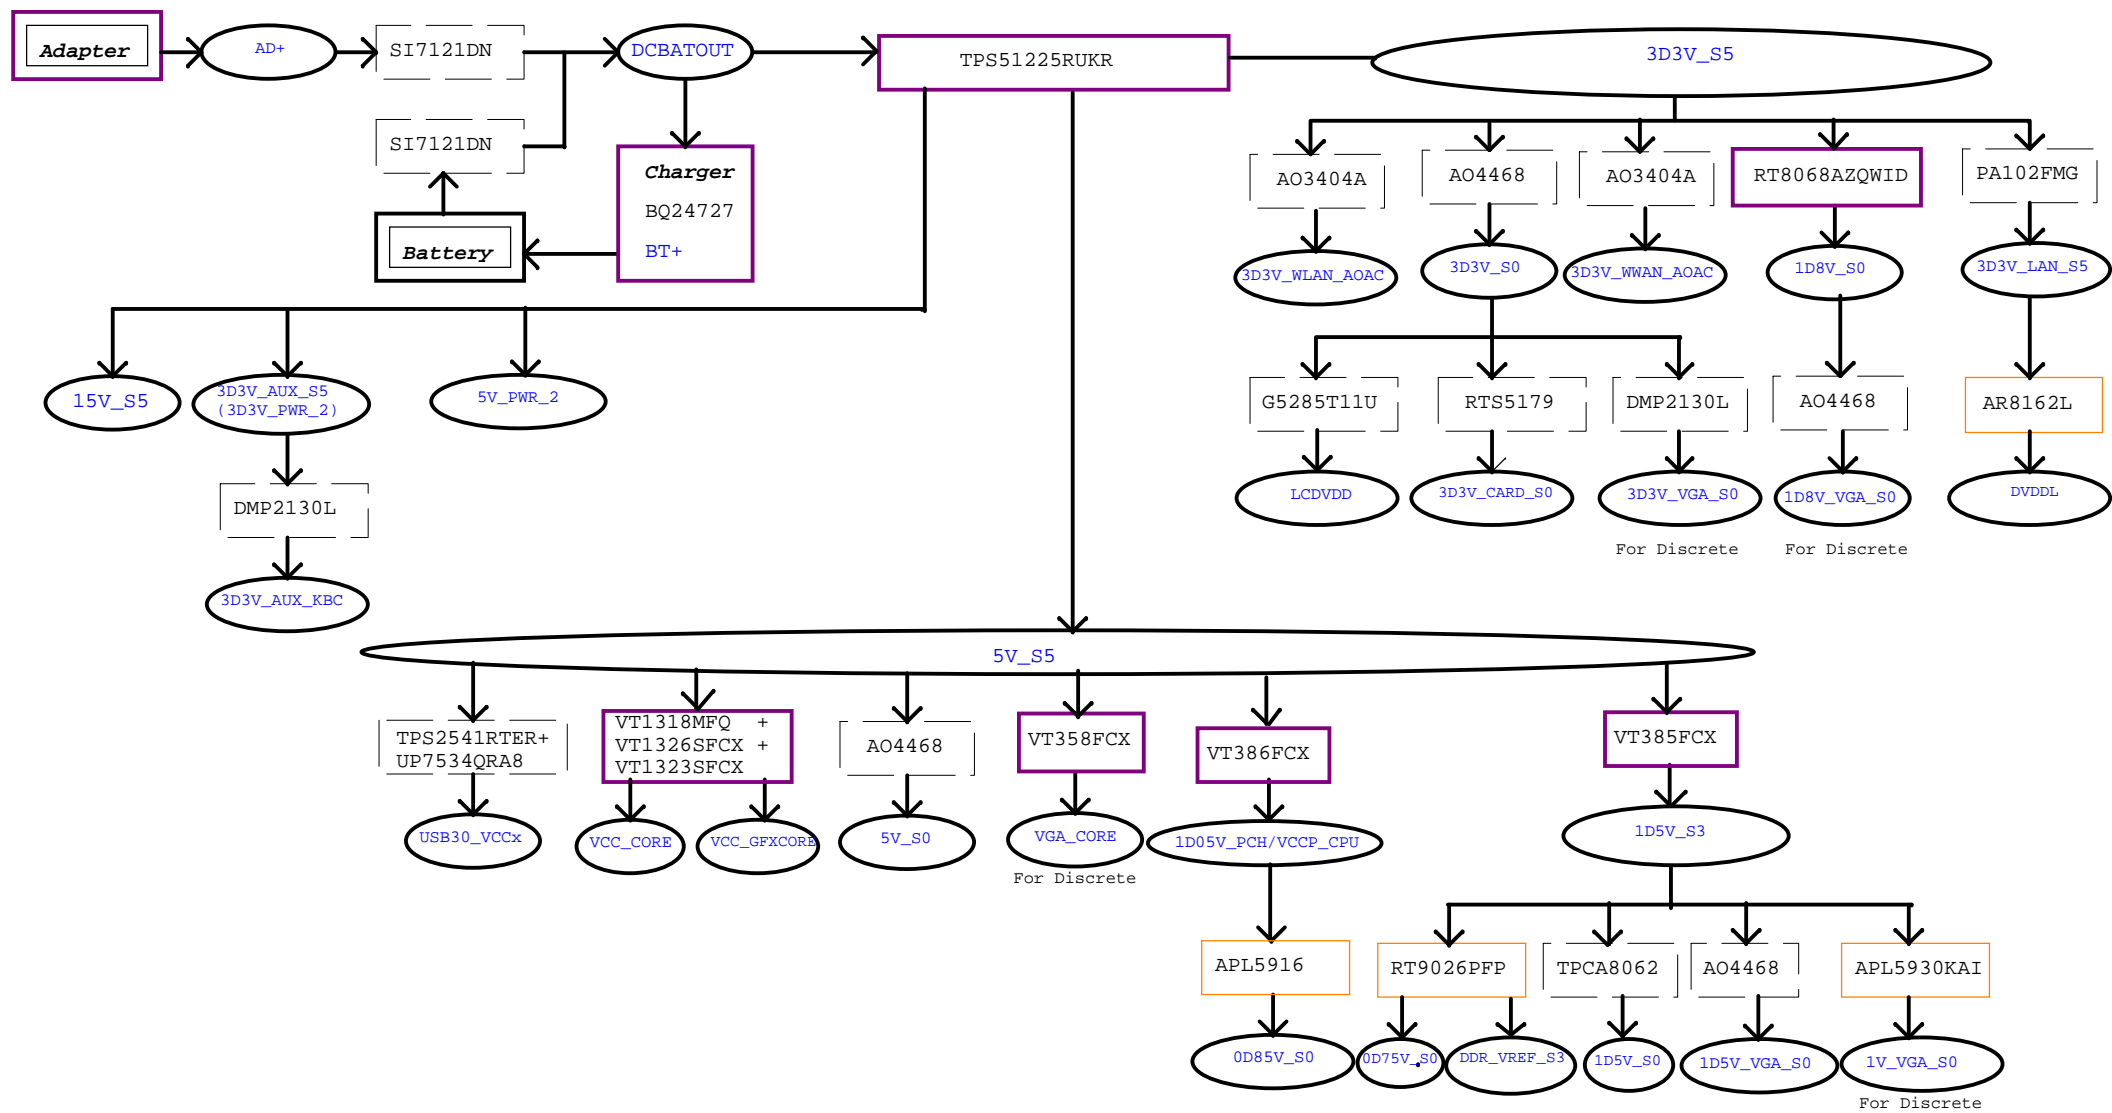 Adapter
AD+
SI7121DN
DCBATOUT
TPS51225RUKR
3D3V_S5
SI7121DN
Charger
BQ24727
BT+
Battery
AO3404A
AO4468
AO3404A
RT8068AZQWID
PA102FMG
3D3V_WLAN_AOAC
3D3V_S0
3D3V_WWAN_AOAC
1D8V_S0
3D3V_LAN_S5
15V_S5
3D3V_AUX_S5
(3D3V_PWR_2)
5V_PWR_2
G5285T11U
RTS5179
DMP2130L
AO4468
AR8162L
LCDVDD
3D3V_CARD_S0
3D3V_VGA_S0
1D8V_VGA_S0
DVDDL
DMP2130L
For Discrete
For Discrete
3D3V_AUX_KBC
5V_S5
TPS2541RTER+
UP7534QRA8
VT1318MFQ +
VT1326SFCX +
VT1323SFCX
AO4468
VT358FCX
VT386FCX
VT385FCX
USB30_VCCx
VCC_CORE
VCC_GFXCORE
5V_S0
VGA_CORE
1D05V_PCH/VCCP_CPU
1D5V_S3
For Discrete
APL5916
RT9026PFP
TPCA8062
AO4468
APL5930KAI
0D85V_S0
0D75V_S0
DDR_VREF_S3
1D5V_S0
1D5V_VGA_S0
1V_VGA_S0
For Discrete